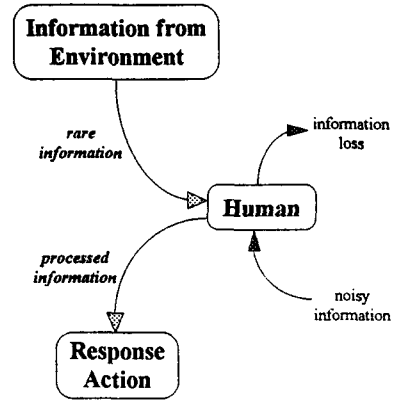 Information from
Environment
rare
information
information
loss
Human
processed
information
noisy
information
Response
Action